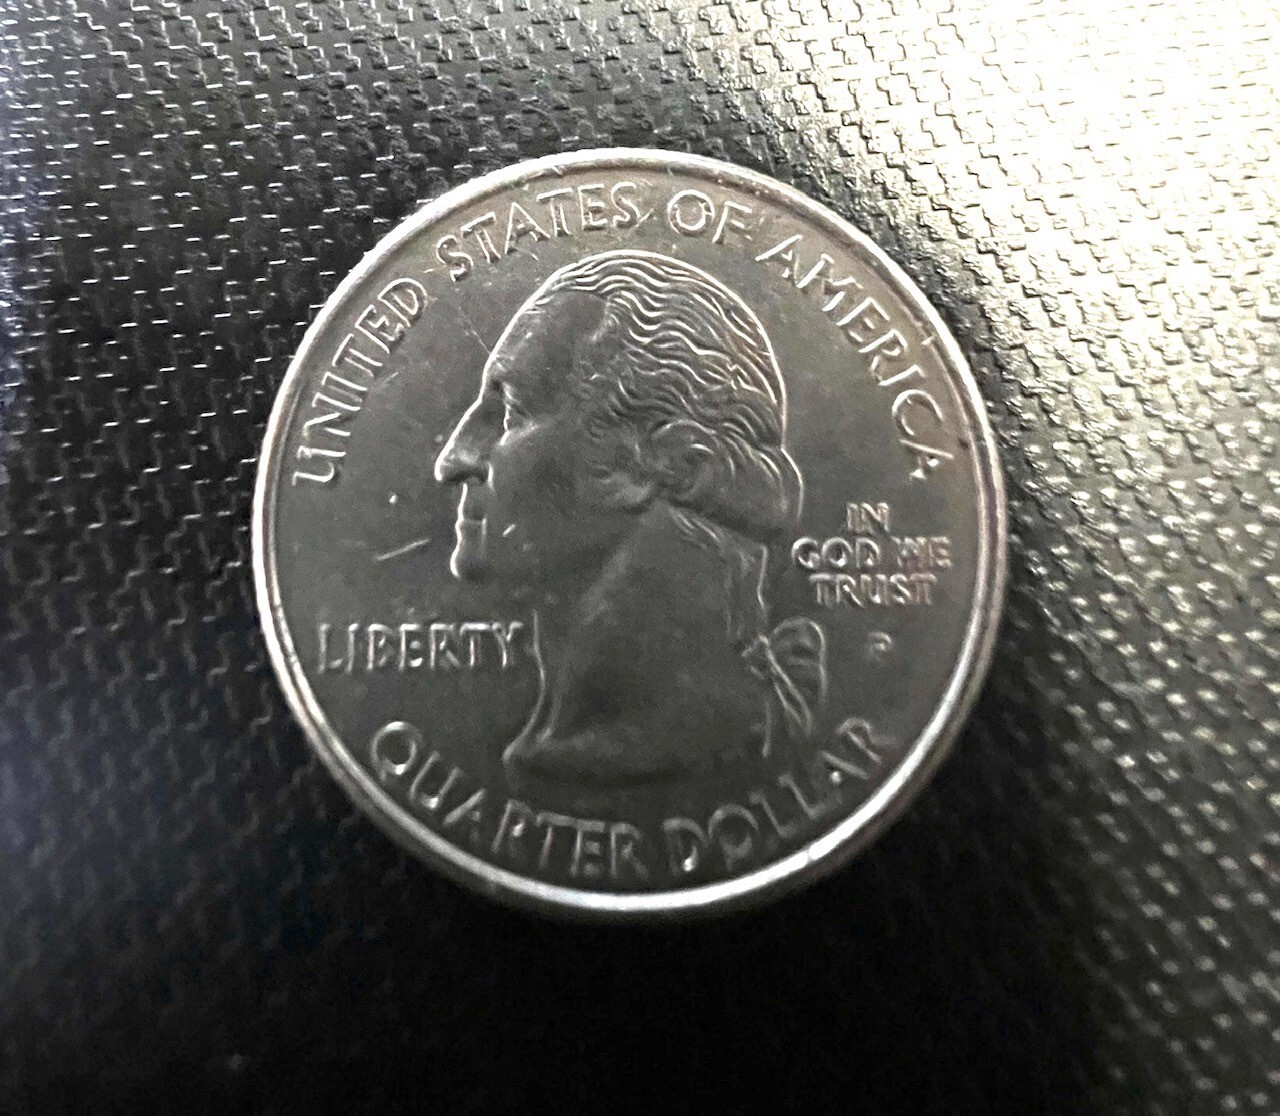 UNITED STATES OF AMERICA
LIBERTY
IN
GOD WE
TRUST
P
QUARTER DOLLAR